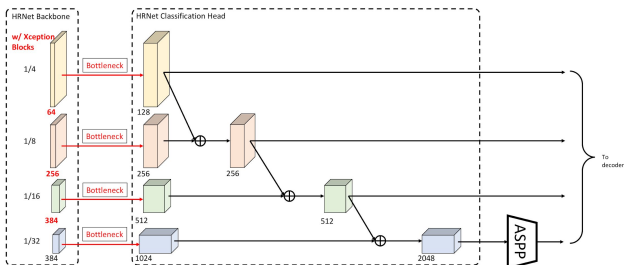 HRNet Backbone
HRNet Classification Head
w/ Xception
Blocks
1/4
Bottleneck
64
128
1/8
Bottleneck
256
256
256
1/16
Bottleneck
384
512
512
1/32
Bottleneck
384
1024
2048
ASPP
To
decoder